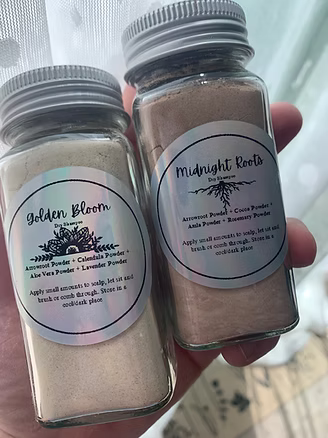 Golden Bloom
Dry Shampoo
Arrowroot Powder + Calendula Powder +
Aloe Vera Powder + Lavender Powder
Apply small amounts to scalp, let sit and
brush or comb through. Store in a
cool/dark place
Midnight Roots
Dry Shampoo
Arrowroot Powder + Cocoa Powder +
Amla Powder + Rosemary Powder
Apply small amounts to scalp, let sit and
brush or comb through. Store in a
cool/dark place